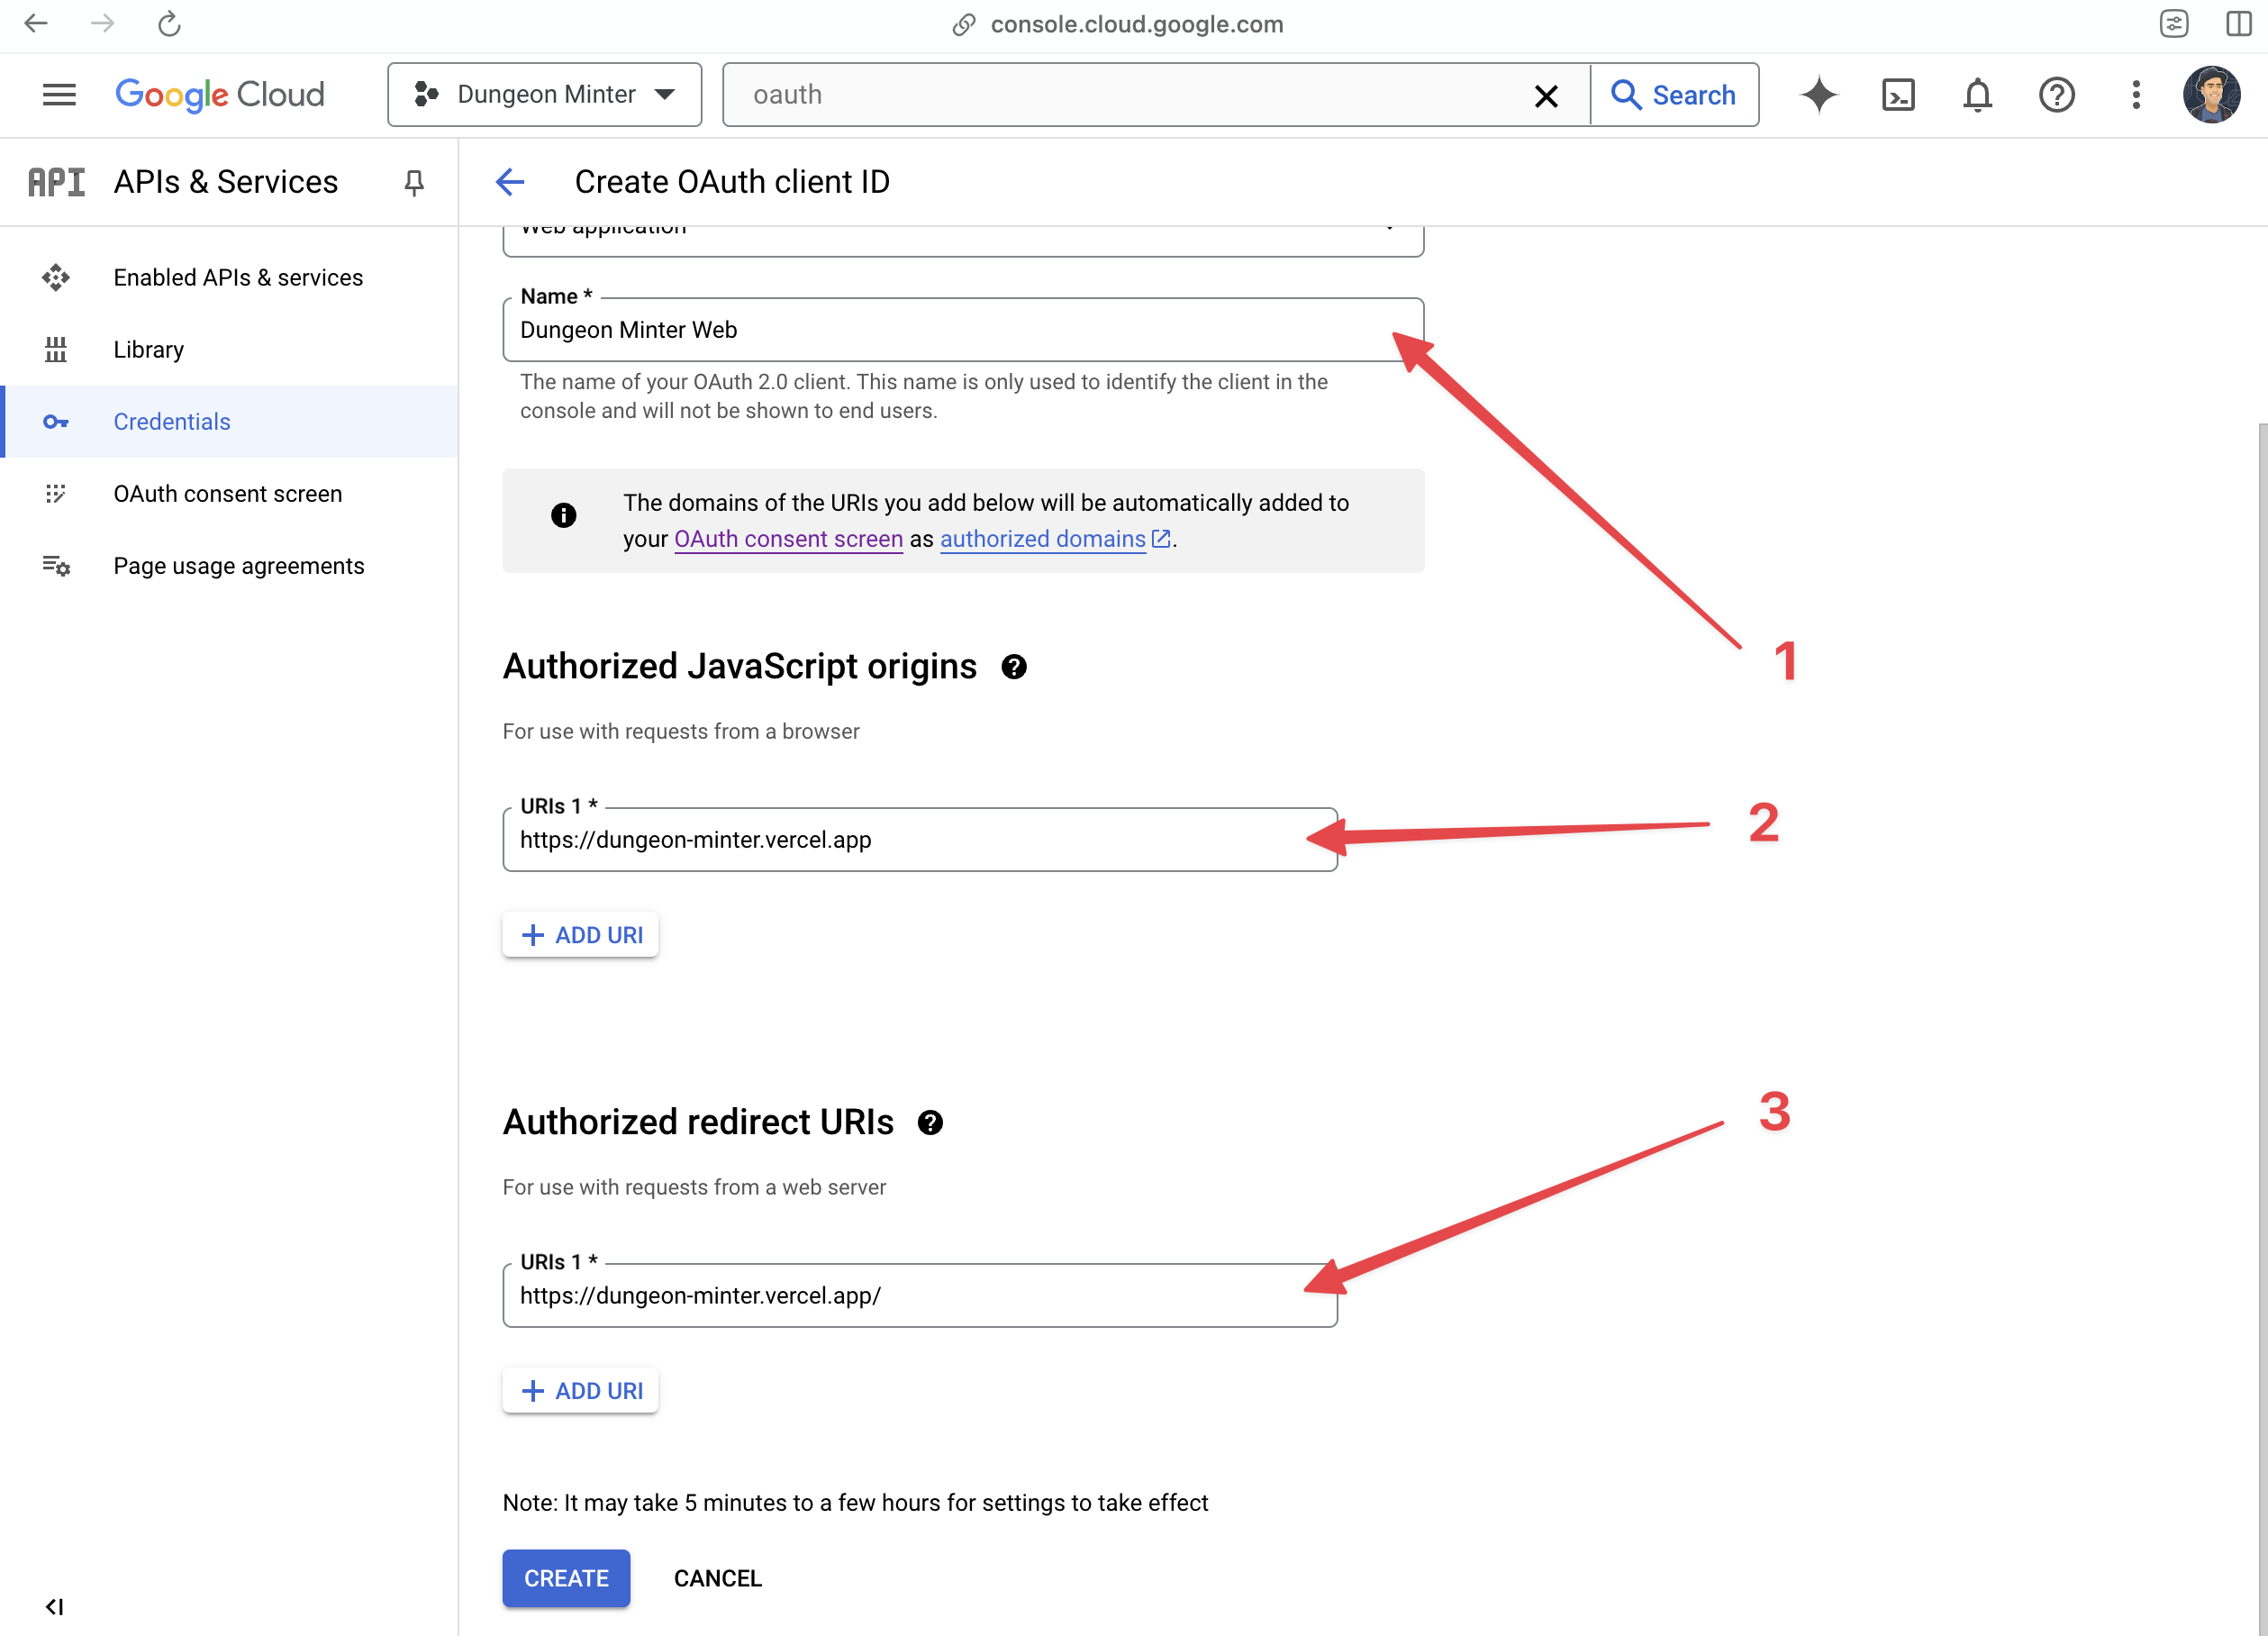 console.cloud.google.com
Google Cloud
Dungeon Minter
oauth
Search
API APIs & Services
Create OAuth client ID
Enabled APIs & services
Library
Credentials
OAuth consent screen
Page usage agreements
Web application
Name *
Dungeon Minter Web
The name of your OAuth 2.0 client. This name is only used to identify the client in the
console and will not be shown to end users.
The domains of the URIs you add below will be automatically added to
your OAuth consent screen as authorized domains.
1
Authorized JavaScript origins
For use with requests from a browser
URIs 1 *
https://dungeon-minter.vercel.app
2
+ ADD URI
Authorized redirect URIs
3
For use with requests from a web server
URIs 1 *
https://dungeon-minter.vercel.app/
+ ADD URI
Note: It may take 5 minutes to a few hours for settings to take effect
CREATE
CANCEL